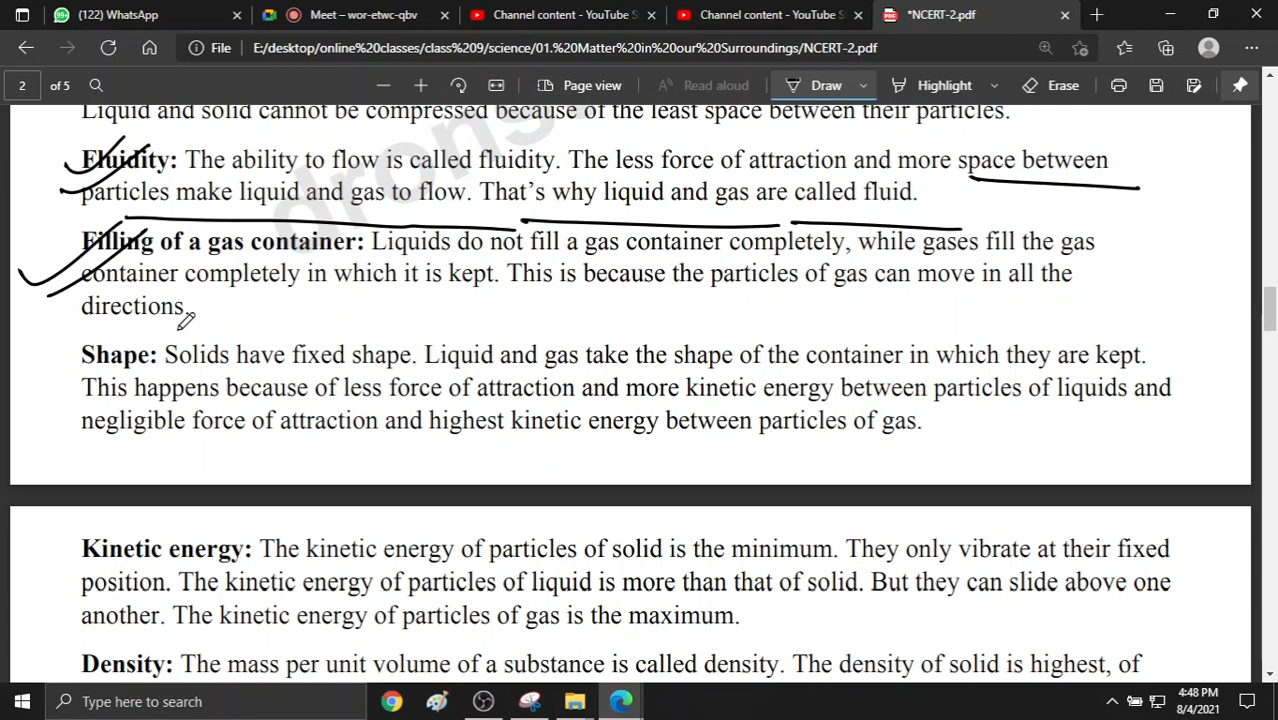 (122) WhatsApp
Meet – wor-etwc-qbv
Channel content - YouTube S
Channel content - YouTube S
*NCERT-2.pdf
File
E:/desktop/online%20classes/class%209/science/01.%20Matter%20in%20our%20Surroundings/NCERT-2.pdf
2 of 5
Page view
Read aloud
Draw
Highlight
Erase
Liquid and solid cannot be compressed because of the least space between their particles.
Fluidity: The ability to flow is called fluidity. The less force of attraction and more space between
particles make liquid and gas to flow. That's why liquid and gas are called fluid.
Filling of a gas container: Liquids do not fill a gas container completely, while gases fill the gas
container completely in which it is kept. This is because the particles of gas can move in all the
directions.
Shape: Solids have fixed shape. Liquid and gas take the shape of the container in which they are kept.
This happens because of less force of attraction and more kinetic energy between particles of liquids and
negligible force of attraction and highest kinetic energy between particles of gas.
Kinetic energy: The kinetic energy of particles of solid is the minimum. They only vibrate at their fixed
position. The kinetic energy of particles of liquid is more than that of solid. But they can slide above one
another. The kinetic energy of particles of gas is the maximum.
Density: The mass per unit volume of a substance is called density. The density of solid is highest, of
Type here to search
4:48 PM
8/4/2021